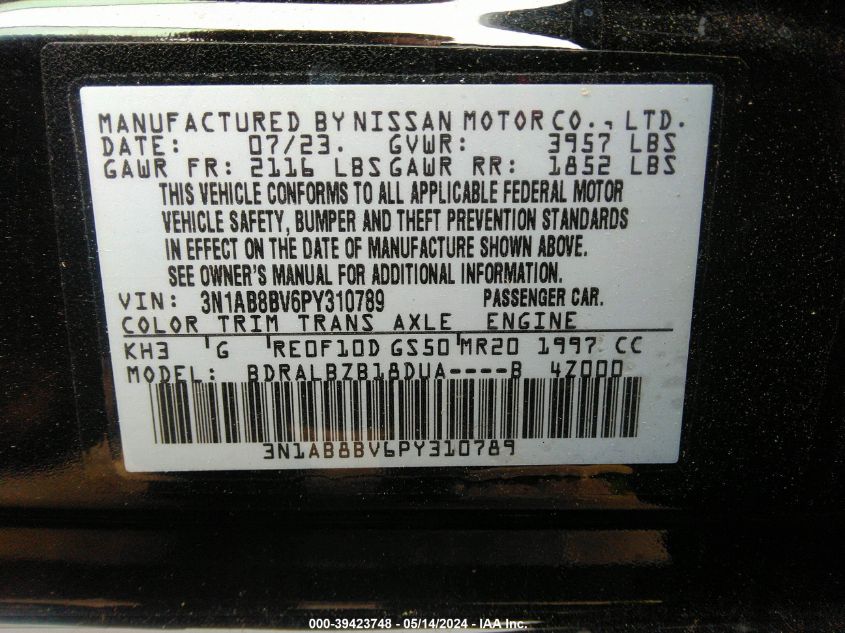 MANUFACTURED BY NISSAN MOTOR CO., LTD.
DATE: 07/23. GVWR: 3957 LBS
GAWR FR: 2116 LBS GAWR RR: 1852 LBS
THIS VEHICLE CONFORMS TO ALL APPLICABLE FEDERAL MOTOR
VEHICLE SAFETY, BUMPER AND THEFT PREVENTION STANDARDS
IN EFFECT ON THE DATE OF MANUFACTURE SHOWN ABOVE.
SEE OWNER'S MANUAL FOR ADDITIONAL INFORMATION.
VIN: 3N1AB8BV6PY310789 PASSENGER CAR.
COLOR TRIM TRANS AXLE ENGINE
KH3 'G 'RE0F10D GS50'MR20 1997 CC
MODEL: BDRALBZB18DUA----B 4Z000
3N1AB8BV6PY310789
000-39423748 - 05/14/2024 - IAA Inc.